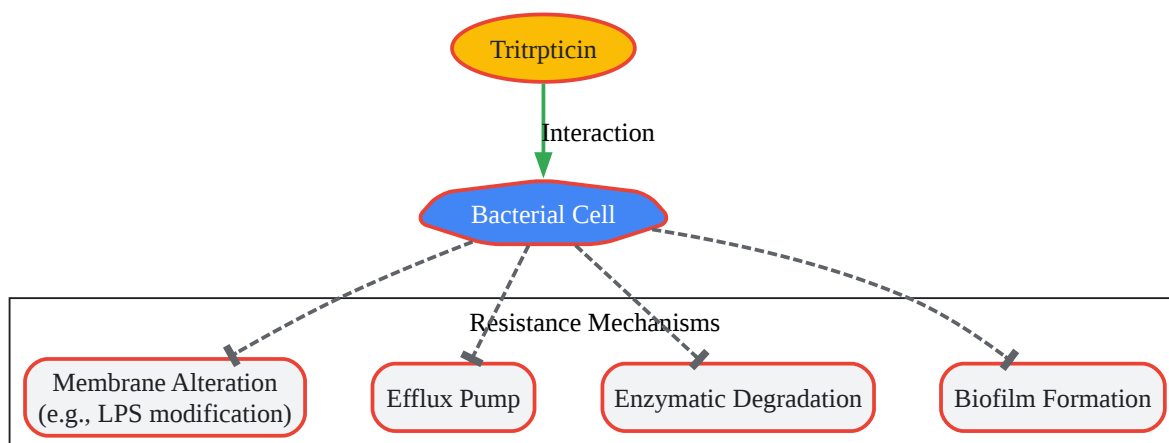 Tritrpticin
Interaction
Bacterial Cell
Resistance Mechanisms
Membrane Alteration
(e.g., LPS modification)
Efflux Pump
Enzymatic Degradation
Biofilm Formation